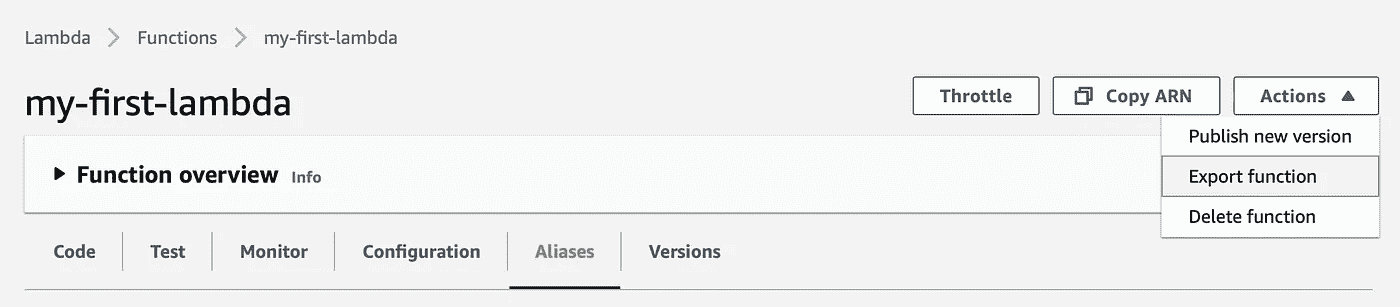 Lambda Functions my-first-lambda
my-first-lambda
Throttle Copy ARN Actions
Publish new version
Function overview Info
Export function
Delete function
Code Test Monitor Configuration Aliases Versions